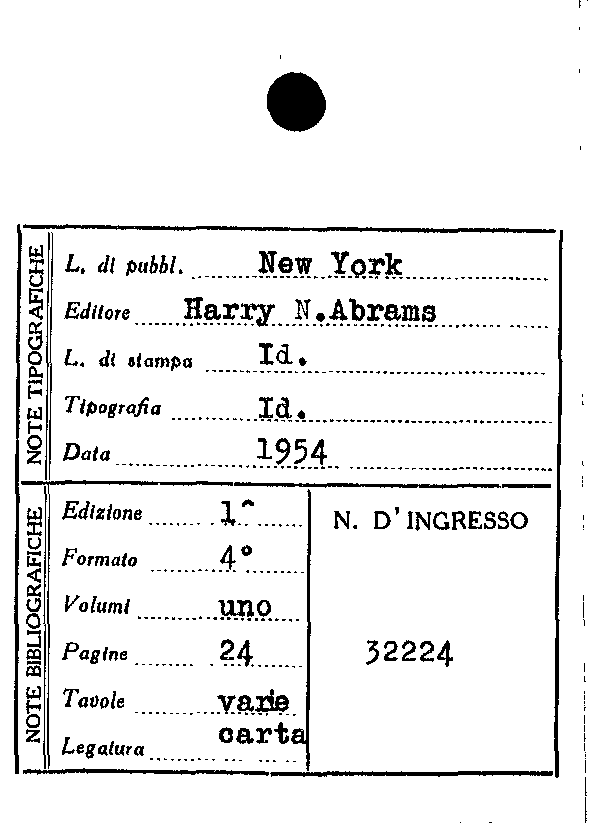 NOTE TIPOGRAFICHE
L. di pubbl. New York
Editore Harry N.Abrams
L. di stampa Id.
Tipografia Id.
Data 1954
NOTE BIBLIOGRAFICHE
Edizione 1^
Formato 4°
Volumi uno
Pagine 24
Tavole varie
Legatura carta
N. D'INGRESSO
32224